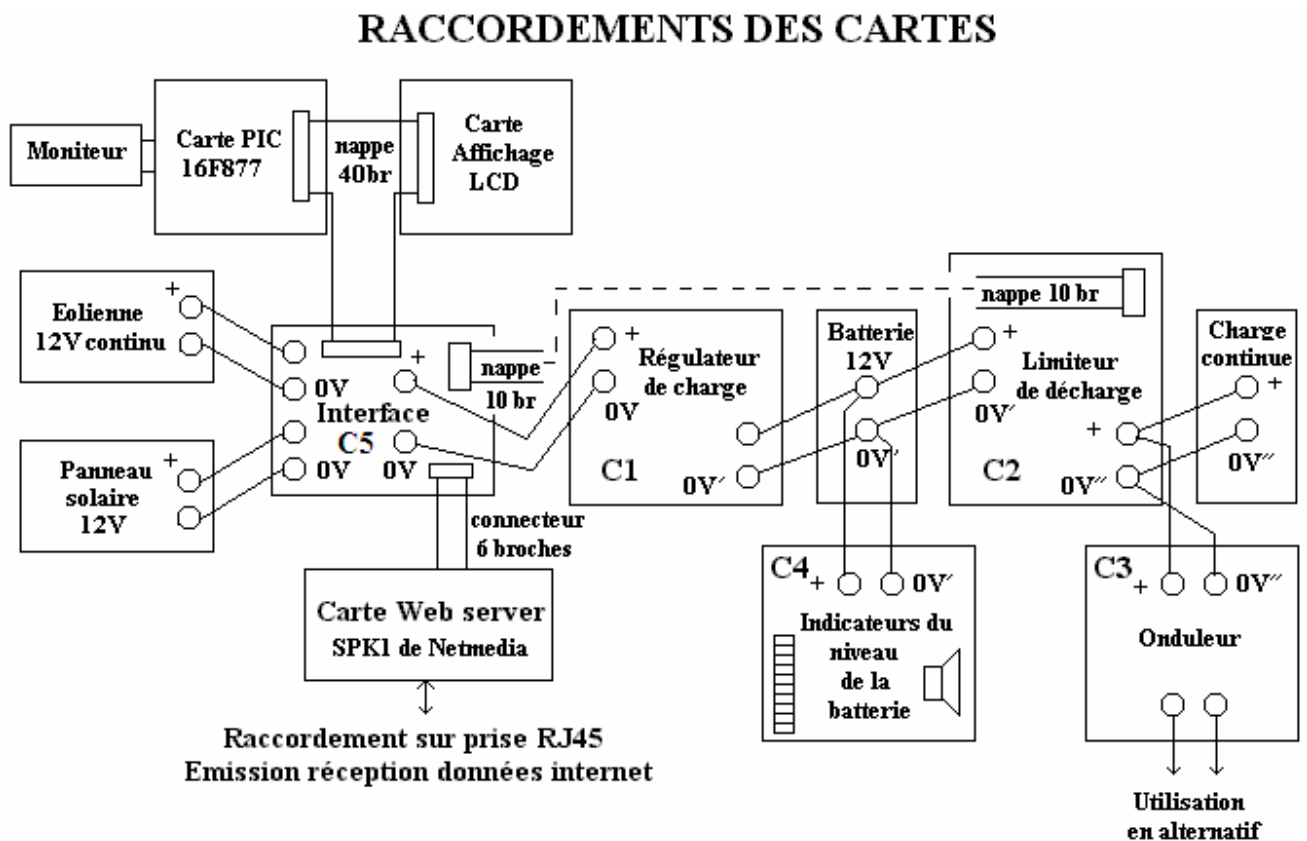 RACCORDEMENTS DES CARTES
Moniteur
Carte PIC
16F877
nappe
40br
Carte
Affichage
LCD
Eolienne
12V continu
+
Panneau
solaire
12V
+
0V
Interface
C5
0V
0V
+
nappe
10 br
connecteur
6 broches
Carte Web server
SPK1 de Netmedia
Raccordement sur prise RJ45
Emission réception données internet
+
0V
Régulateur
de charge
C1
0V′
Batterie
12V
0V′
nappe 10 br
+
0V′
Limiteur
de décharge
C2
+
0V″
Charge
continue
+
0V″
C4
+
0V′
Indicateurs du
niveau
de la
batterie
C3
+
0V″
Onduleur
Utilisation
en alternatif